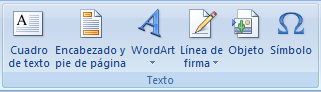 Cuadro de texto
Encabezado y pie de página
WordArt
Línea de firma
Objeto
Símbolo
Texto